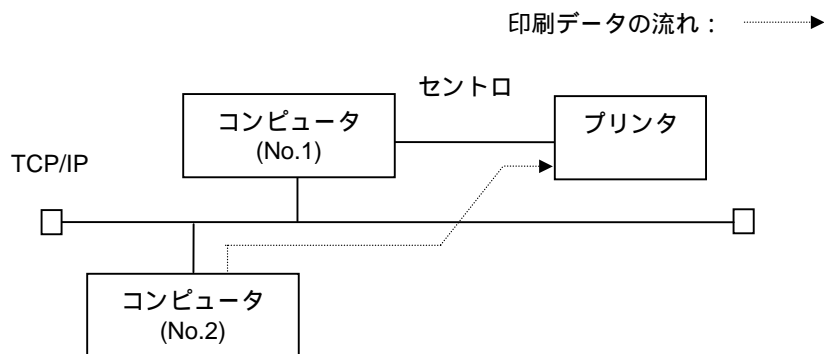 印刷データの流れ：
セントロ
コンピュータ
(No.1)
プリンタ
TCP/IP
コンピュータ
(No.2)